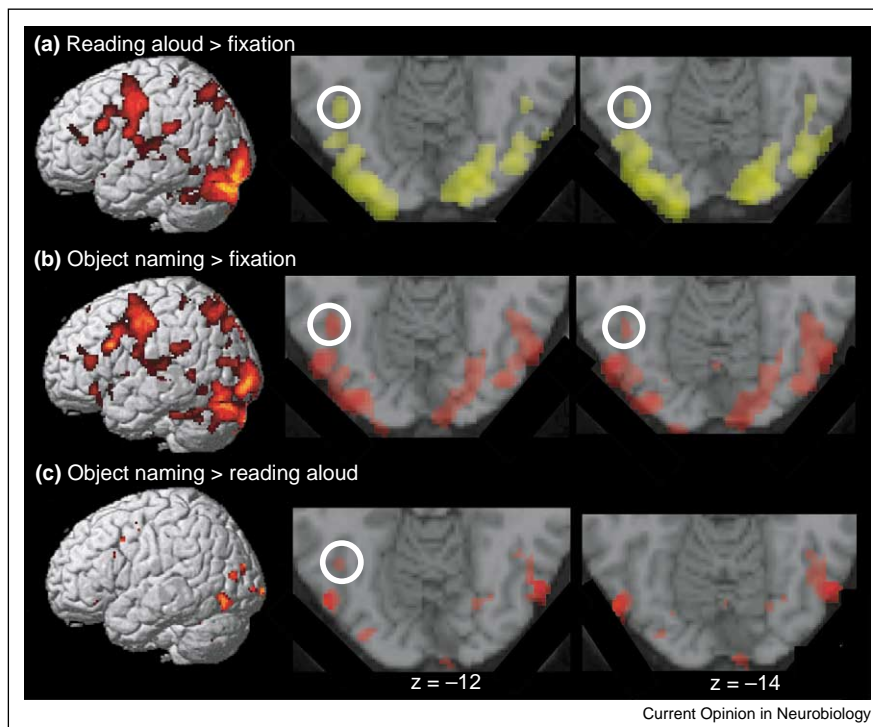 (a) Reading aloud > fixation
(b) Object naming > fixation
(c) Object naming > reading aloud
z = –12 z = –14
Current Opinion in Neurobiology